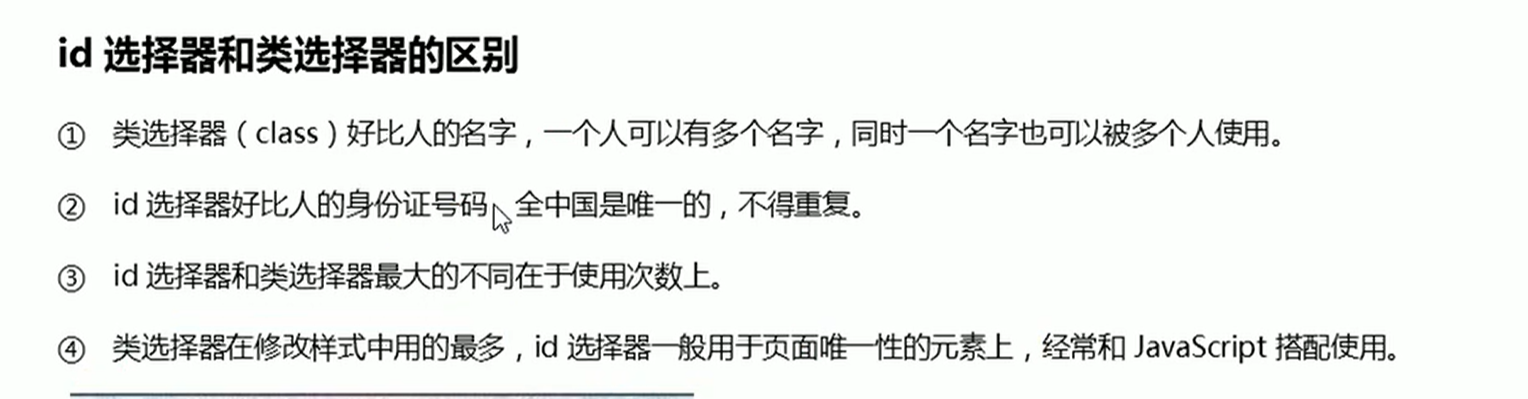 id 选择器和类选择器的区别
① 类选择器（class）好比人的名字，一个人可以有多个名字，同时一个名字也可以被多个人使用。
② id 选择器好比人的身份证号码，全中国是唯一的，不得重复。
③ id 选择器和类选择器最大的不同在于使用次数上。
④ 类选择器在修改样式中用的最多，id 选择器一般用于页面唯一性的元素上，经常和 JavaScript 搭配使用。